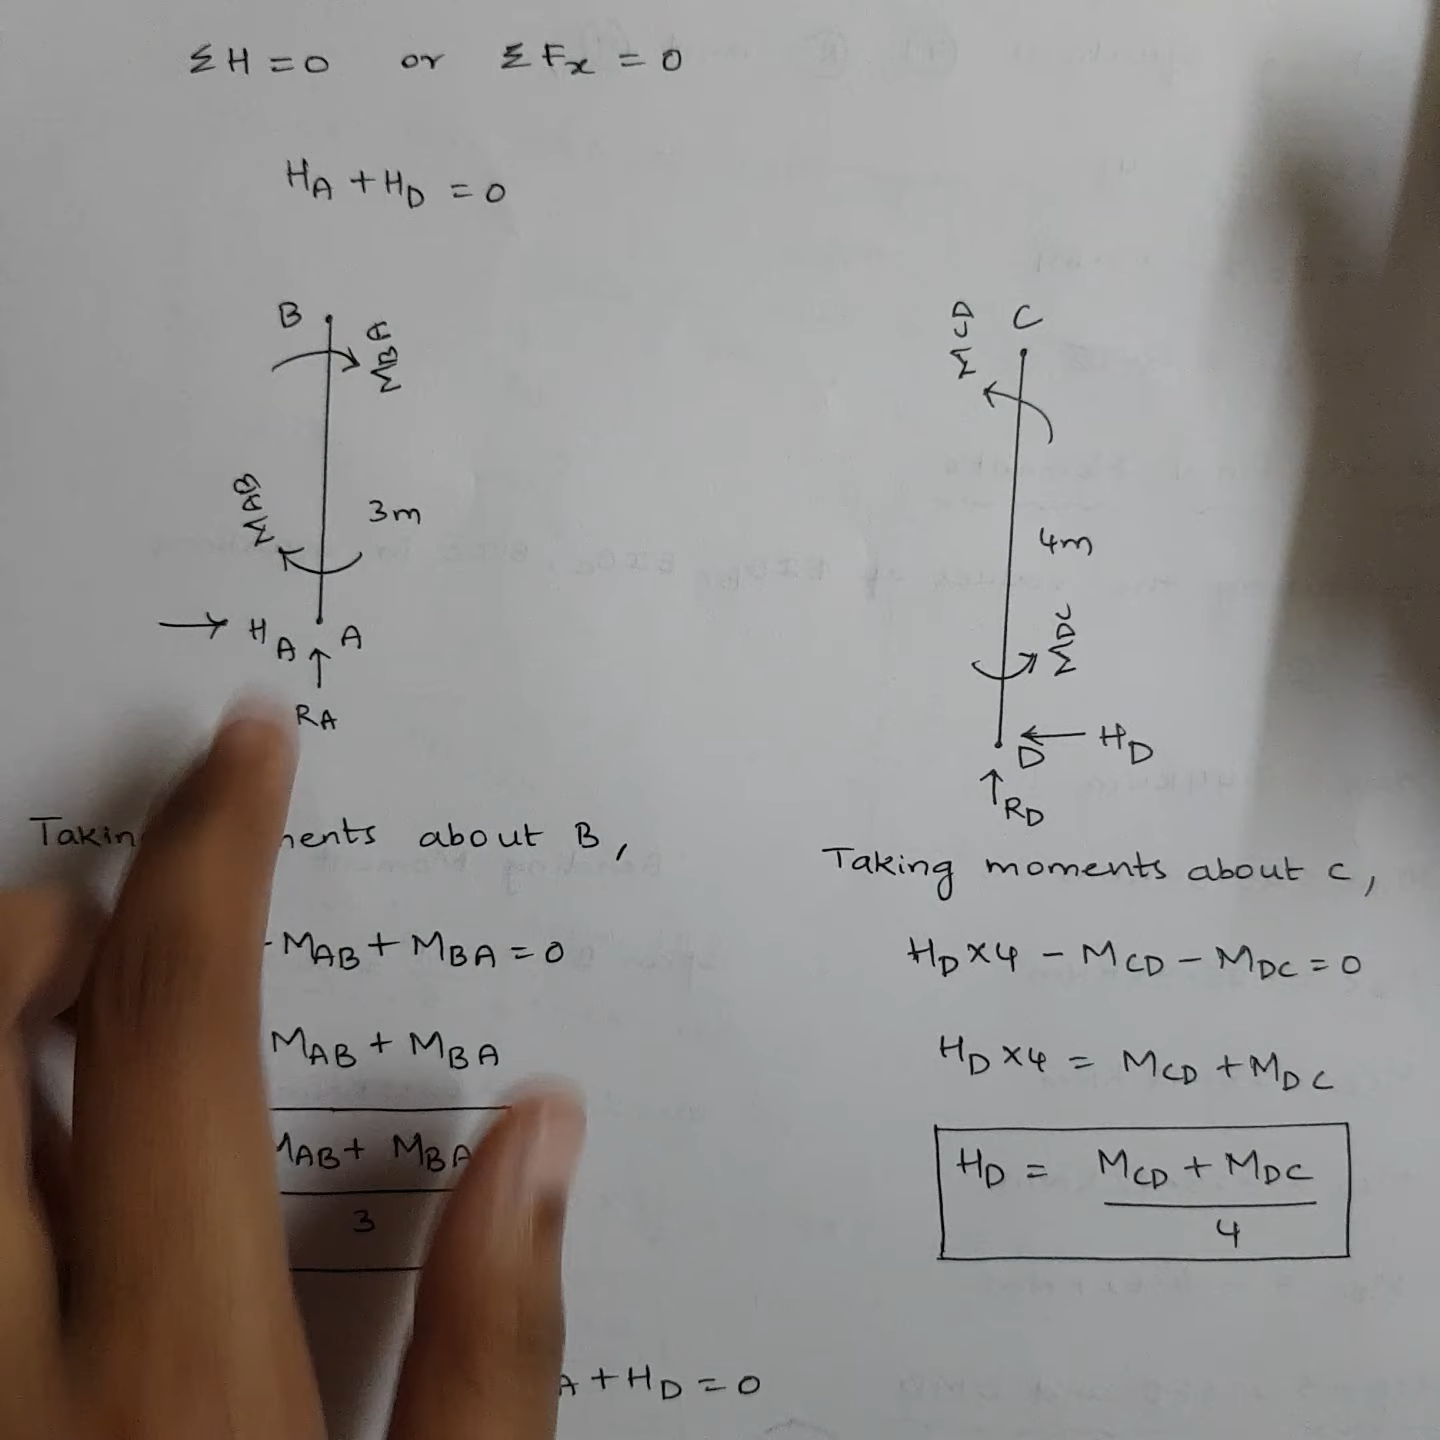 ΣH = 0 or ΣFx = 0
HA + HD = 0
B
MBA
MAB
3m
HA
A
RA
MCD
C
4m
MDC
D
HD
RD
about B,
MAB + MBA = 0
MAB + MBA
MBA
3
Taking moments about C,
HD x 4 - MCD - MDC = 0
HD x 4 = MCD + MDC
HD = MCD + MDC
4
+ HD = 0